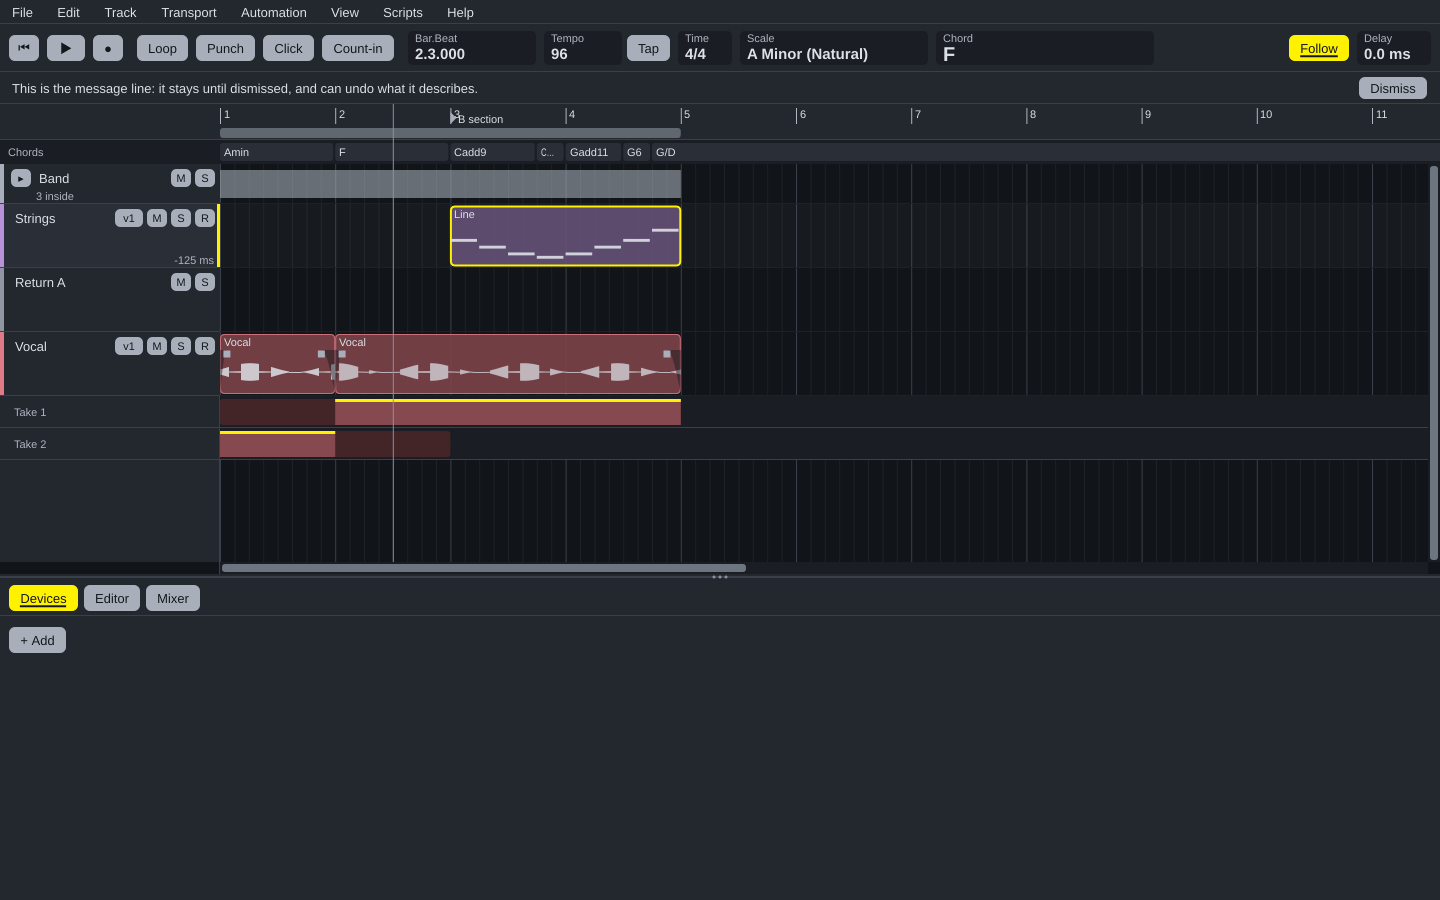 File Edit Track Transport Automation View Scripts Help
Loop Punch Click Count-in
Bar.Beat
2.3.000
Tempo
96
Tap
Time
4/4
Scale
A Minor (Natural)
Chord
F
Follow
Delay
0.0 ms
This is the message line: it stays until dismissed, and can undo what it describes.
Dismiss
1 2 3 4 5 6 7 8 9 10 11
B section
Chords
Amin F Cadd9 C... Gadd11 G6 G/D
Band M S
3 inside
Strings v1 M S R
-125 ms
Line
Return A M S
Vocal v1 M S R
Vocal Vocal
Take 1
Take 2
Devices Editor Mixer
+ Add